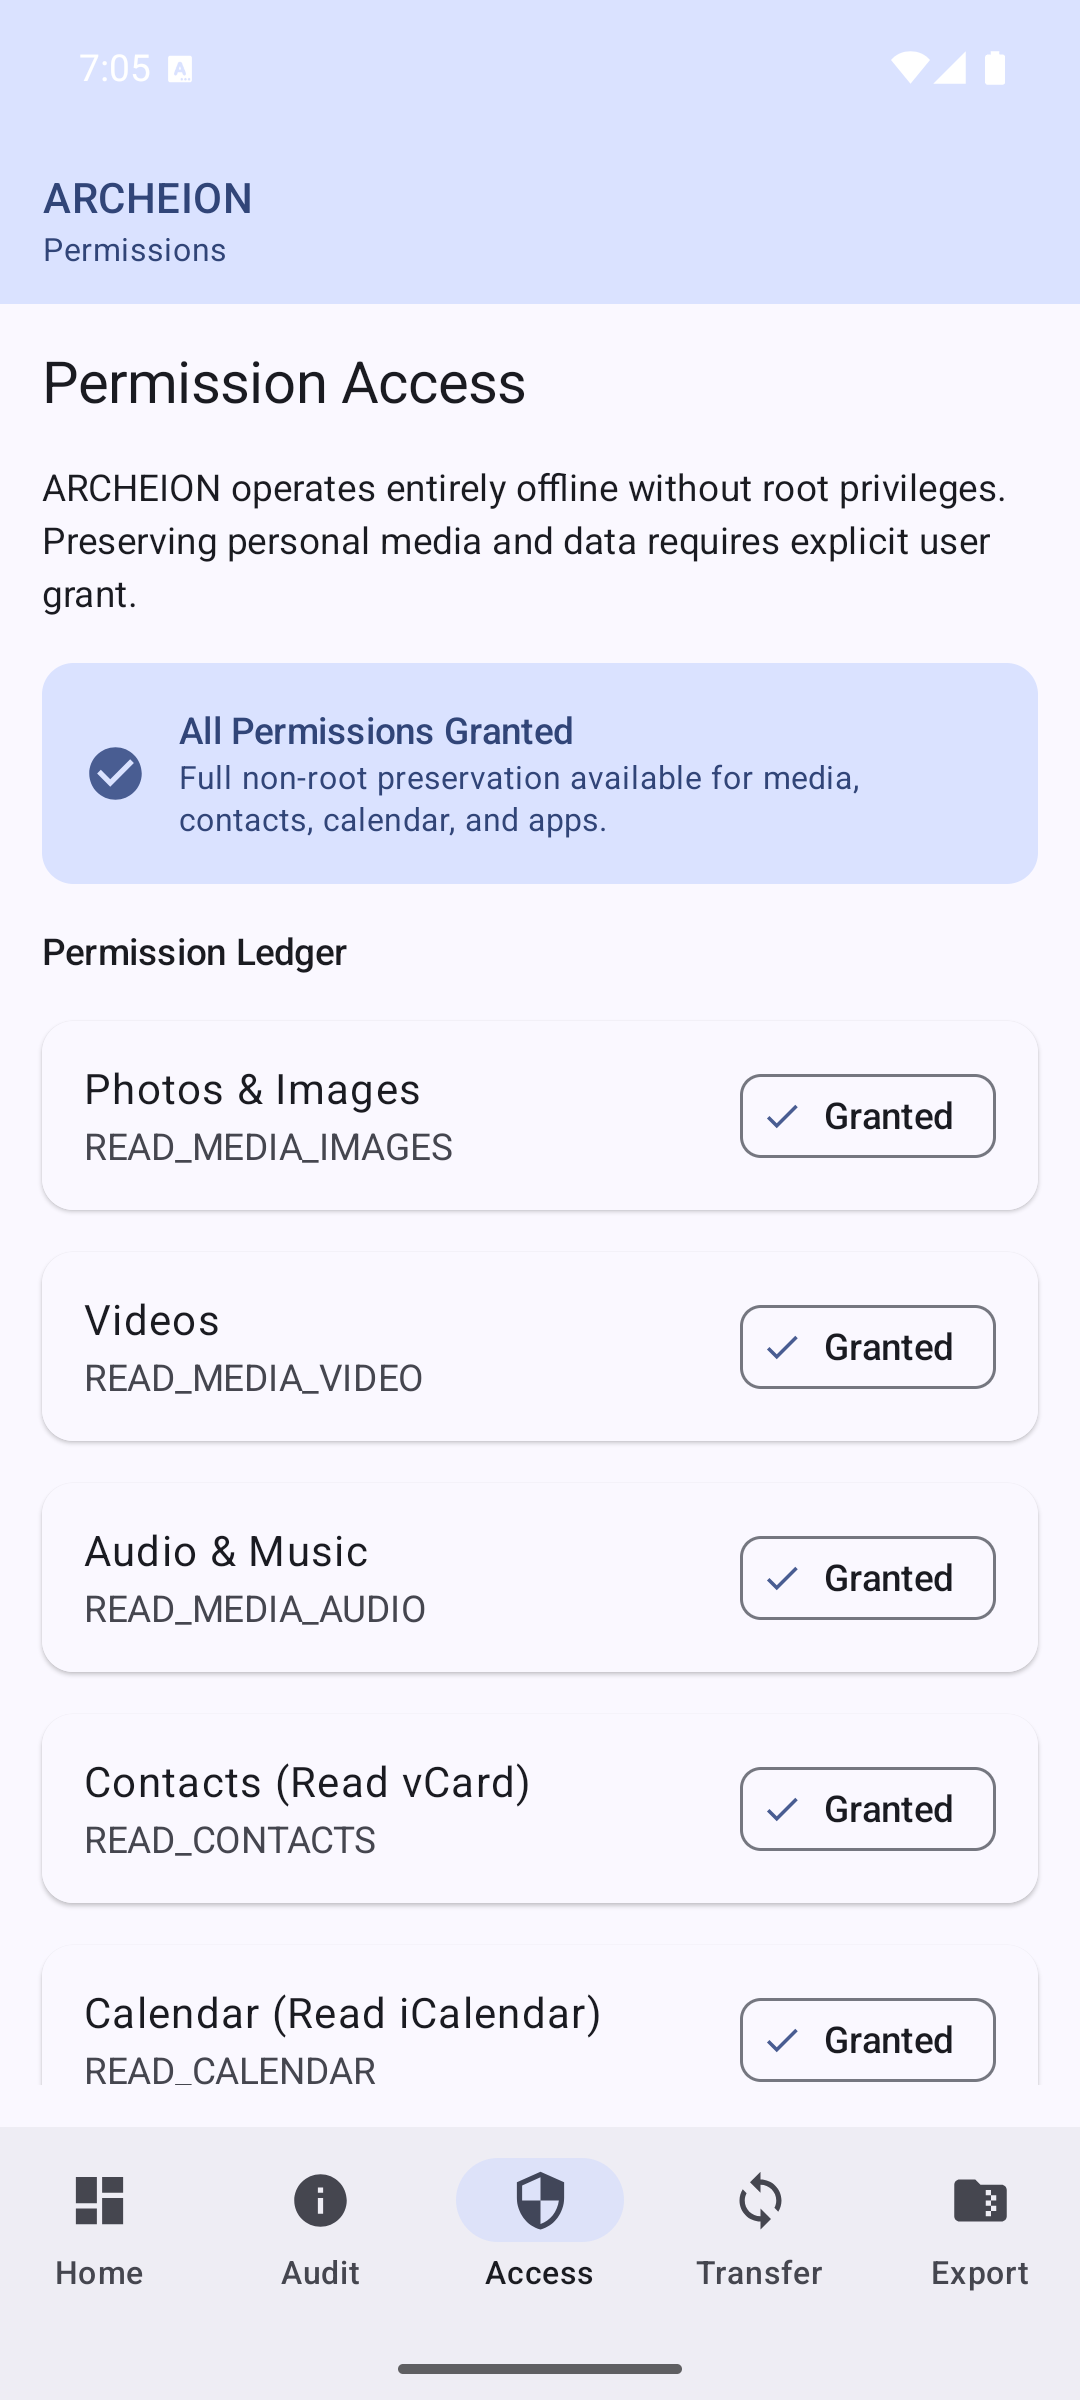 7:05
ARCHEION
Permissions
Permission Access
ARCHEION operates entirely offline without root privileges.
Preserving personal media and data requires explicit user
grant.
All Permissions Granted
Full non-root preservation available for media,
contacts, calendar, and apps.
Permission Ledger
Photos & Images
READ_MEDIA_IMAGES
Granted
Videos
READ_MEDIA_VIDEO
Granted
Audio & Music
READ_MEDIA_AUDIO
Granted
Contacts (Read vCard)
READ_CONTACTS
Granted
Calendar (Read iCalendar)
READ_CALENDAR
Granted
Home
Audit
Access
Transfer
Export